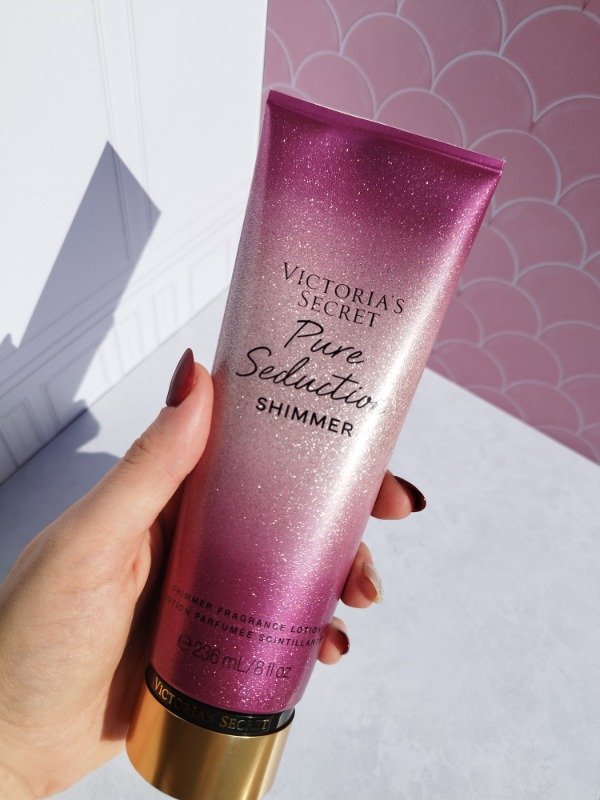 VICTORIA'S
SECRET
Pure
Seduction
SHIMMER
SHIMMER FRAGRANCE LOTION
LOTION PARFUMÉE SCINTILLANTE
℮ 236 mL/8 fl oz
VICTORIA'S SECRET